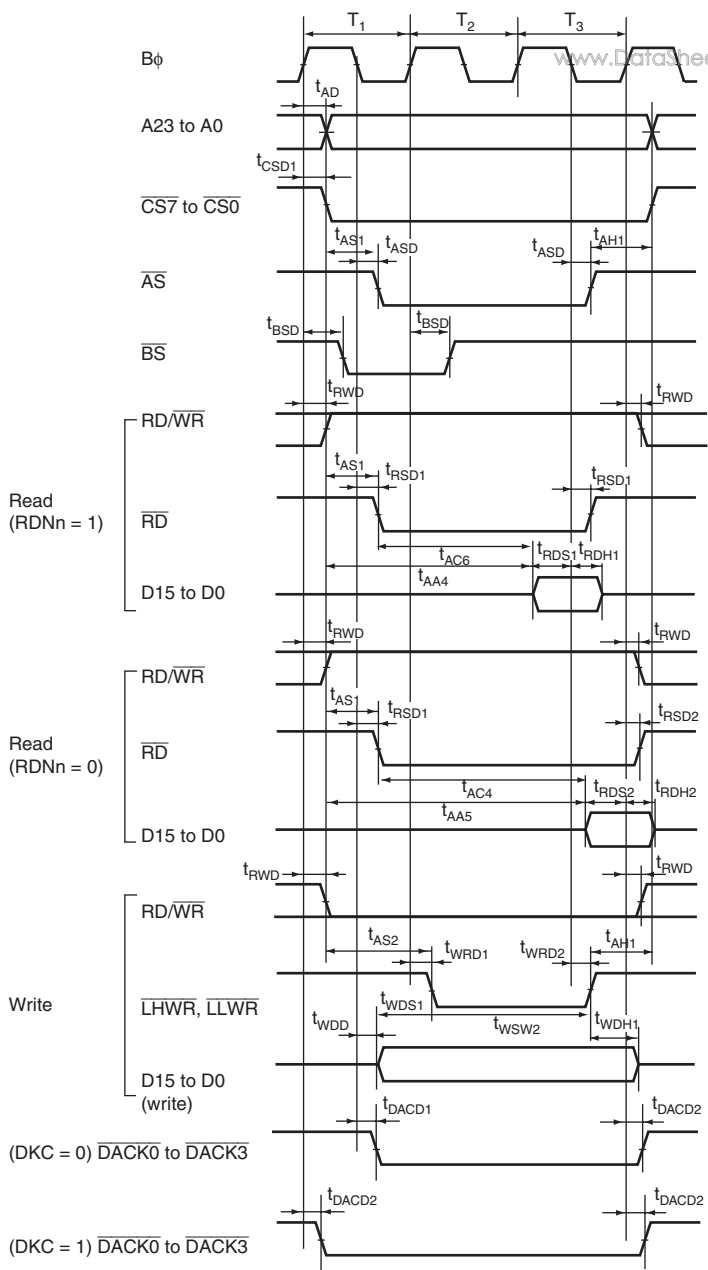 T1 T2 T3
Bφ
www.DataShee
tAD
A23 to A0
tCSD1
CS7 to CS0
tAS1 tASD tASD tAH1
AS
tBSD tBSD
BS
tRWD tRWD
RD/WR
tAS1 tRSD1 tRSD1
Read
(RDNn = 1)
RD
tAC6 tRDS1 tRDH1
tAA4
D15 to D0
tRWD tRWD
RD/WR
tAS1 tRSD1 tRSD2
Read
(RDNn = 0)
RD
tAC4 tRDS2 tRDH2
tAA5
D15 to D0
tRWD tRWD
RD/WR
tAS2 tWRD1 tWRD2 tAH1
Write
LHWR, LLWR
tWDD tWDS1 tWSW2 tWDH1
D15 to D0
(write)
tDACD1 tDACD2
(DKC = 0) DACK0 to DACK3
tDACD2 tDACD2
(DKC = 1) DACK0 to DACK3